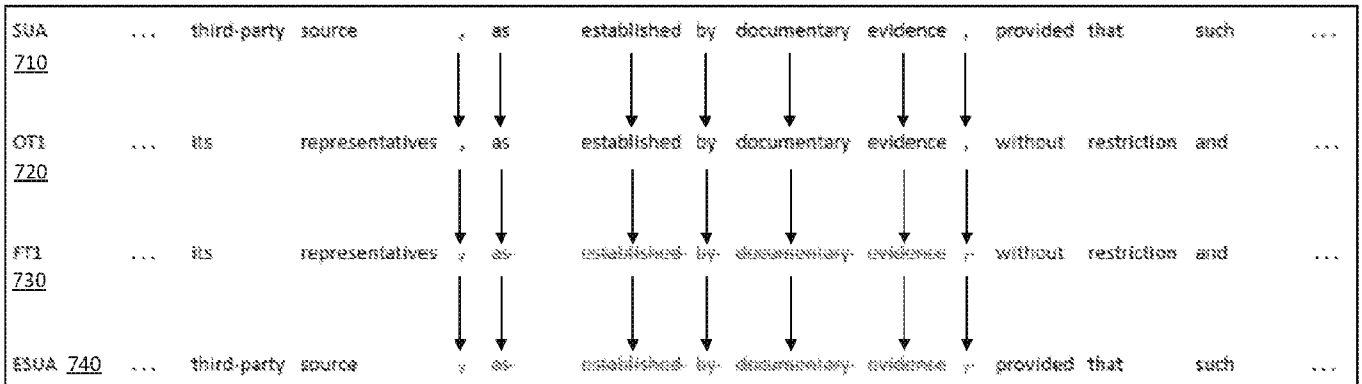 SUA ... third-party source , as established by documentary evidence , provided that such ...
710
OT1 ... its representatives , as established by documentary evidence , without restriction and ...
720
FT1 ... its representatives , as established by documentary evidence , without restriction and ...
730
ESUA 740 ... third-party source , as established by documentary evidence , provided that such ...